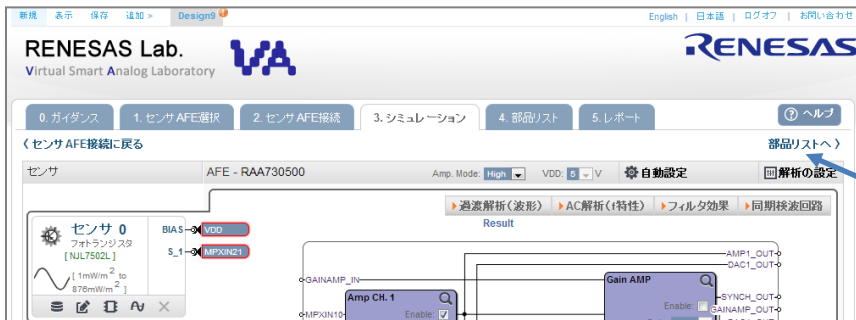 新規 表示 保存 追加 » Design9 English | 日本語 | ログオフ | お問い合わせ
RENESAS Lab. VA RENESAS
Virtual Smart Analog Laboratory
0. ガイダンス 1. センサ AFE選択 2. センサ AFE接続 3. シミュレーション 4. 部品リスト 5. レポート ? ヘルプ
《 センサ AFE接続に戻る 部品リストへ 》
センサ AFE - RAA730500 Amp. Mode: High VDD: 5 V 自動設定 解析の設定
過渡解析(波形) AC解析(f特性) フィルタ効果 同期検波回路
Result
センサ 0 BIAS VDD
フォトトランジスタ
[ NJL7502L ] S_1 MPXIN21
[ 1mW/m² to
876mW/m² ]
AMP1_OUT
DAC1_OUT
GAINAMP_IN Gain AMP
Amp CH. 1 SYNCH_OUT
MPXIN10 Enable: Enable: GAINAMP_OUT